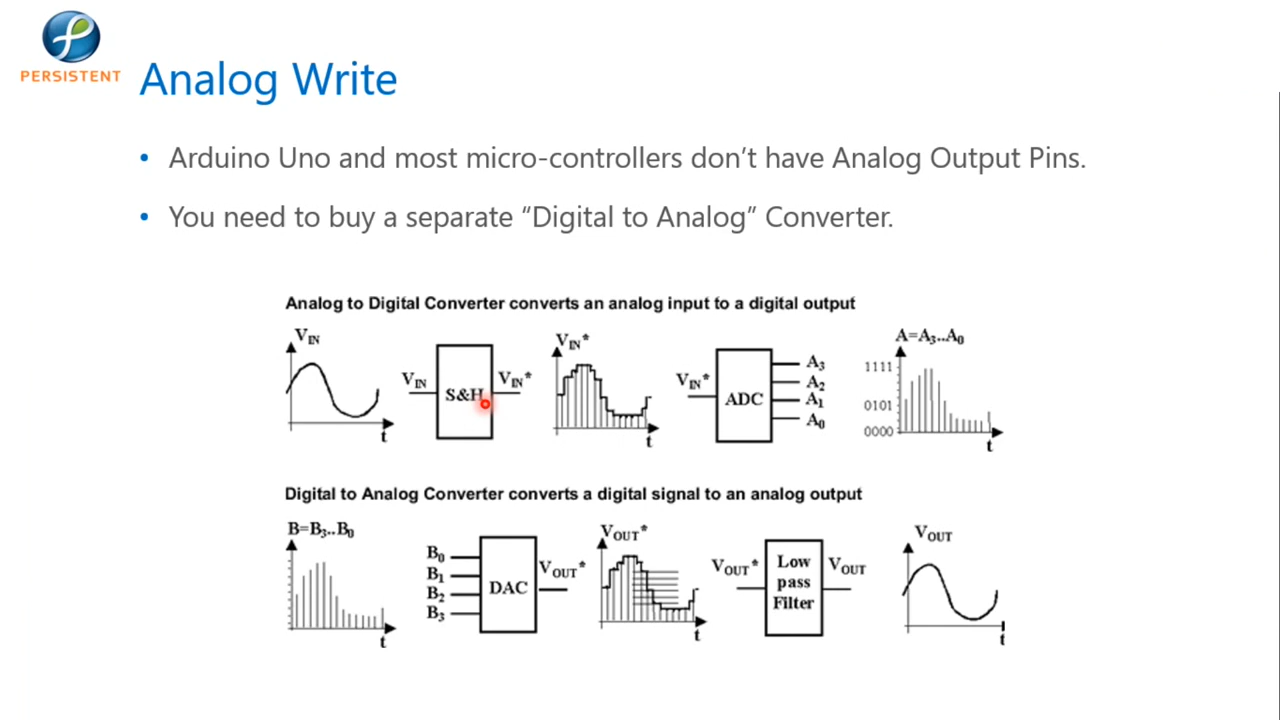 PERSISTENT
Analog Write
• Arduino Uno and most micro-controllers don’t have Analog Output Pins.
• You need to buy a separate “Digital to Analog” Converter.
Analog to Digital Converter converts an analog input to a digital output
VIN
t
VIN
S&H
VIN*
VIN*
t
VIN*
ADC
A3
A2
A1
A0
A=A3..A0
1111
0101
0000
t
Digital to Analog Converter converts a digital signal to an analog output
B=B3..B0
t
B0
B1
B2
B3
DAC
VOUT*
VOUT*
t
VOUT*
Low
pass
Filter
VOUT
VOUT
t